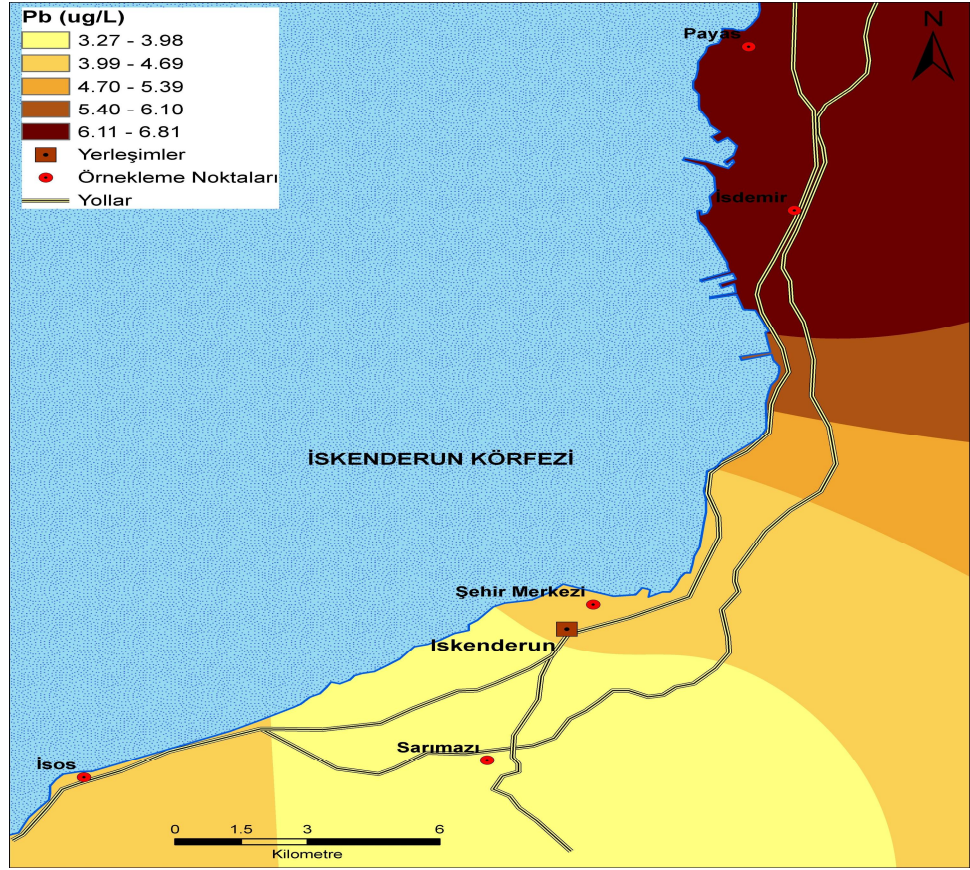 Pb (ug/L)
3.27 - 3.98
3.99 - 4.69
4.70 - 5.39
5.40 - 6.10
6.11 - 6.81
Yerleşimler
Örnekleme Noktaları
Yollar
N
Payas
İsdemir
İSKENDERUN KÖRFEZİ
Şehir Merkezi
Iskenderun
Sarımazı
İsos
0 1.5 3 6
Kilometre